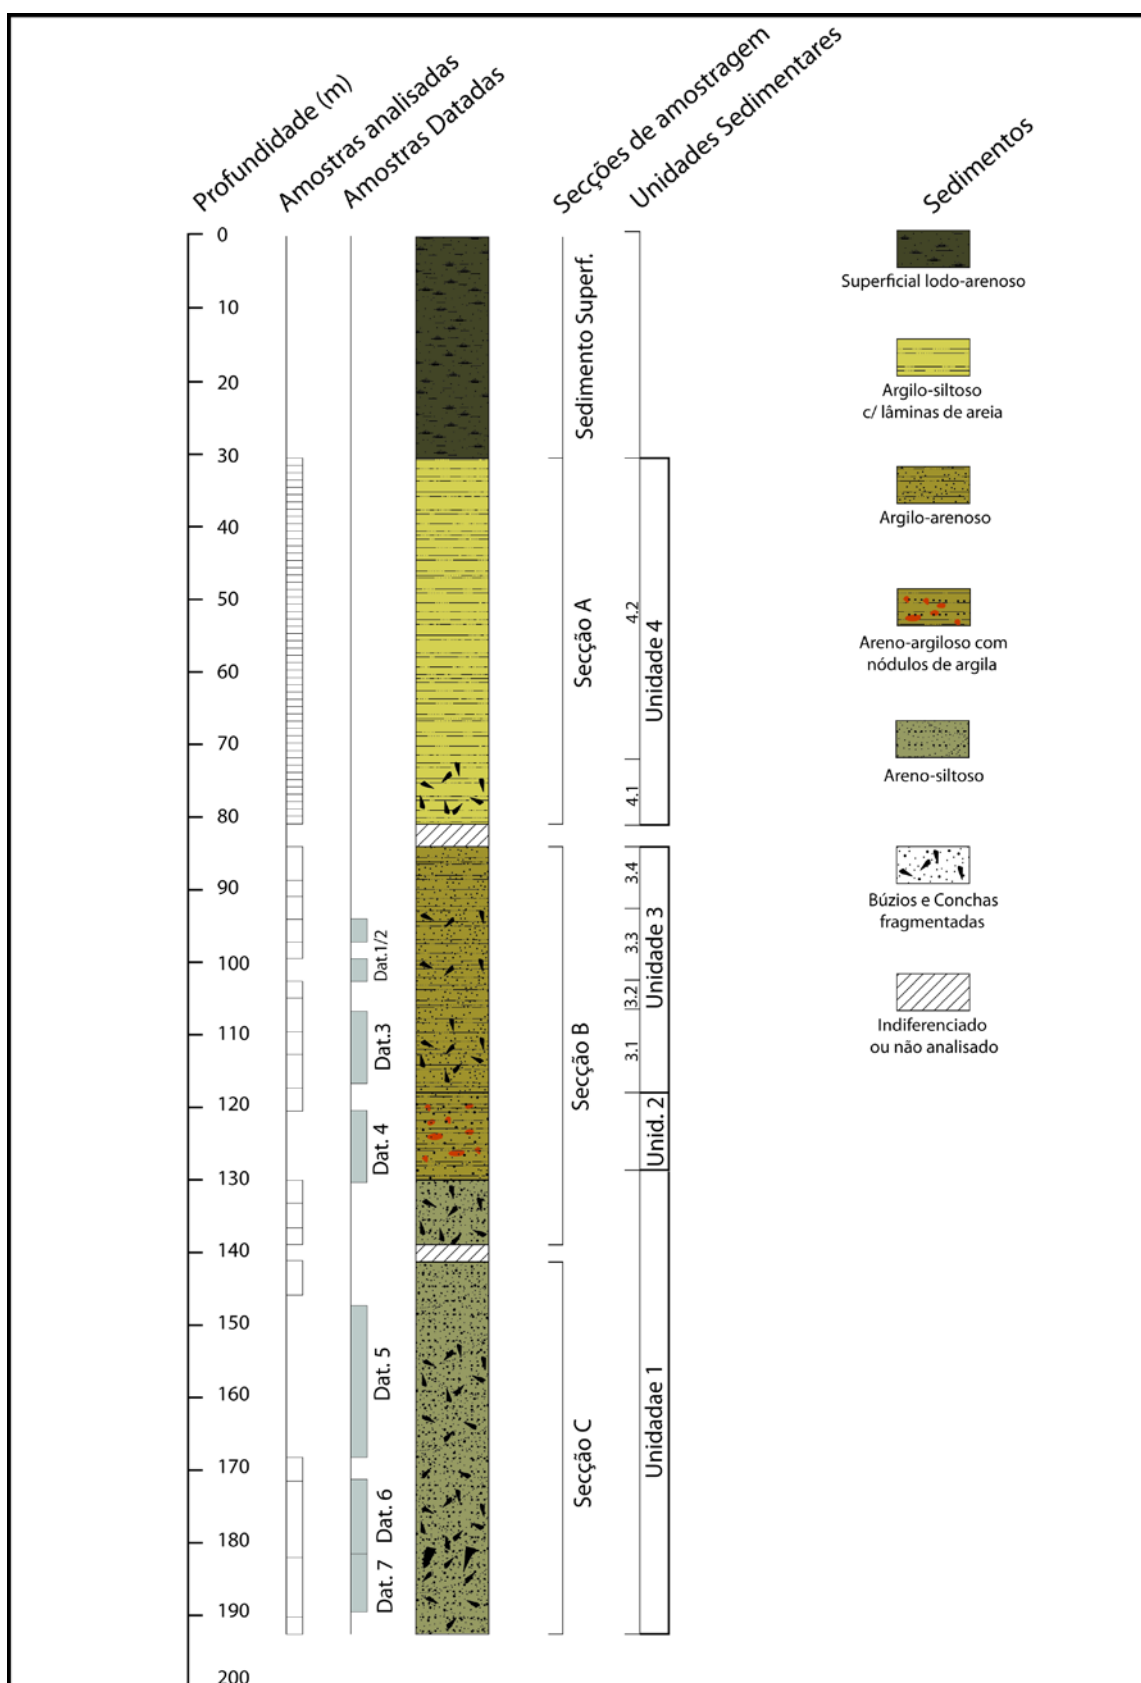 Profundidade (m)
Amostras analisadas
Amostras Datadas
Secções de amostragem
Unidades Sedimentares
Sedimentos
0
10
20
30
40
50
60
70
80
90
100
110
120
130
140
150
160
170
180
190
200
Dat.1/2
Dat.3
Dat. 4
Dat. 5
Dat. 6
Dat. 7
Sedimento Superf.
Secção A
Secção B
Secção C
4.2
4.1
3.4
3.3
3.2
3.1
Unidade 4
Unidade 3
Unid. 2
Unidadae 1
Superficial lodo-arenoso
Argilo-siltoso
c/ lâminas de areia
Argilo-arenoso
Areno-argiloso com
nódulos de argila
Areno-siltoso
Búzios e Conchas
fragmentadas
Indiferenciado
ou não analisado